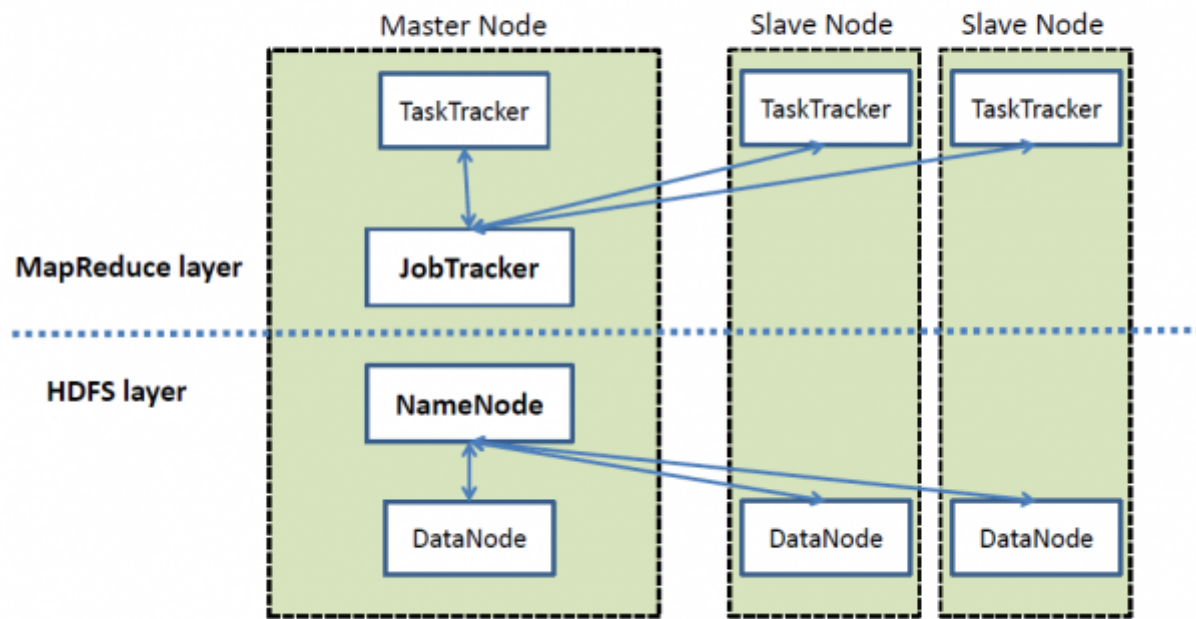 Master Node
Slave Node
Slave Node
TaskTracker
TaskTracker
TaskTracker
MapReduce layer
JobTracker
HDFS layer
NameNode
DataNode
DataNode
DataNode